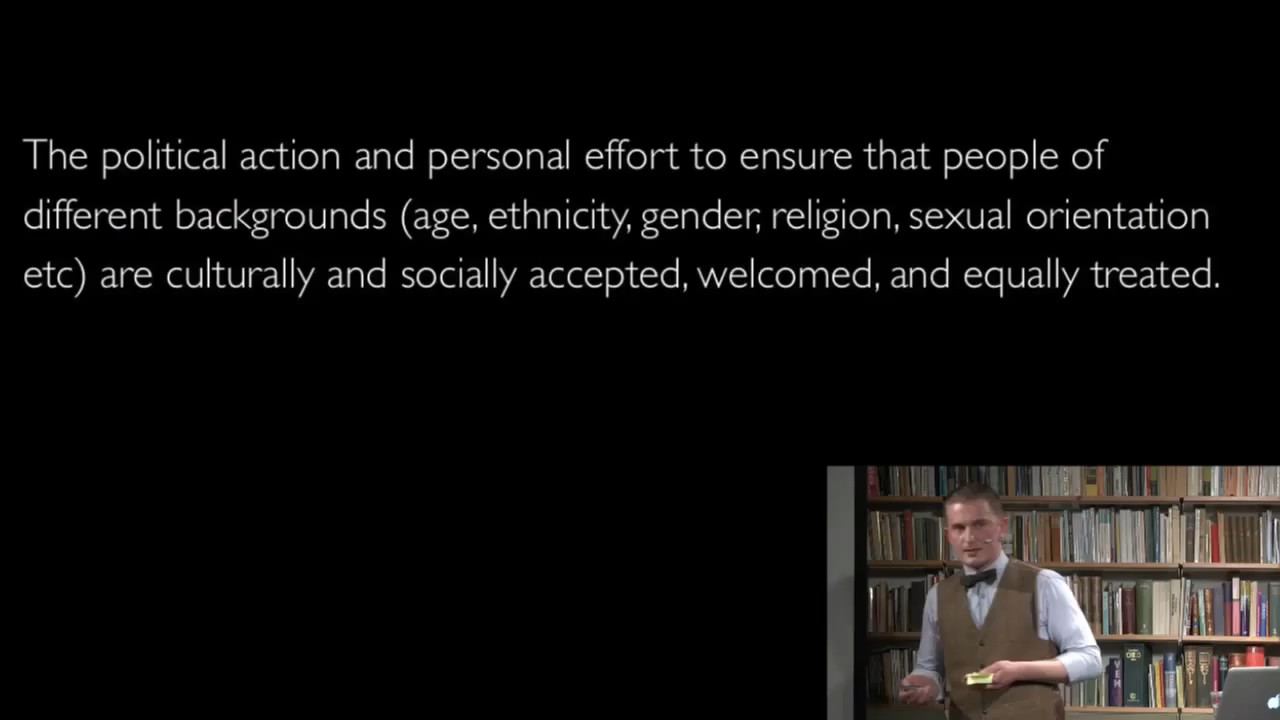 The political action and personal effort to ensure that people of
different backgrounds (age, ethnicity, gender, religion, sexual orientation
etc) are culturally and socially accepted, welcomed, and equally treated.